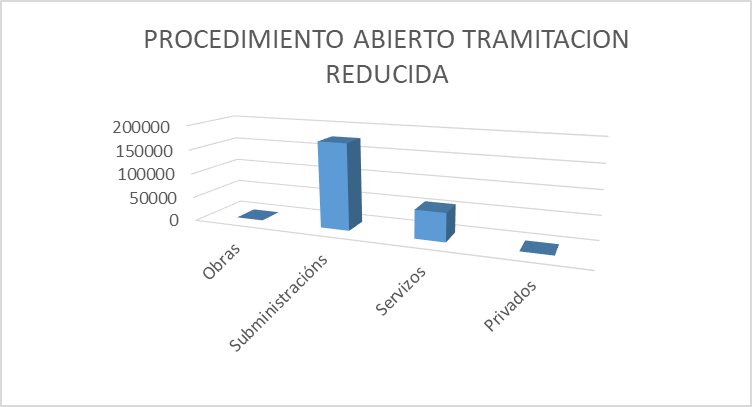 PROCEDIMIENTO ABIERTO TRAMITACION
REDUCIDA
200000
150000
100000
50000
0
Obras
Subministracións
Servizos
Privados